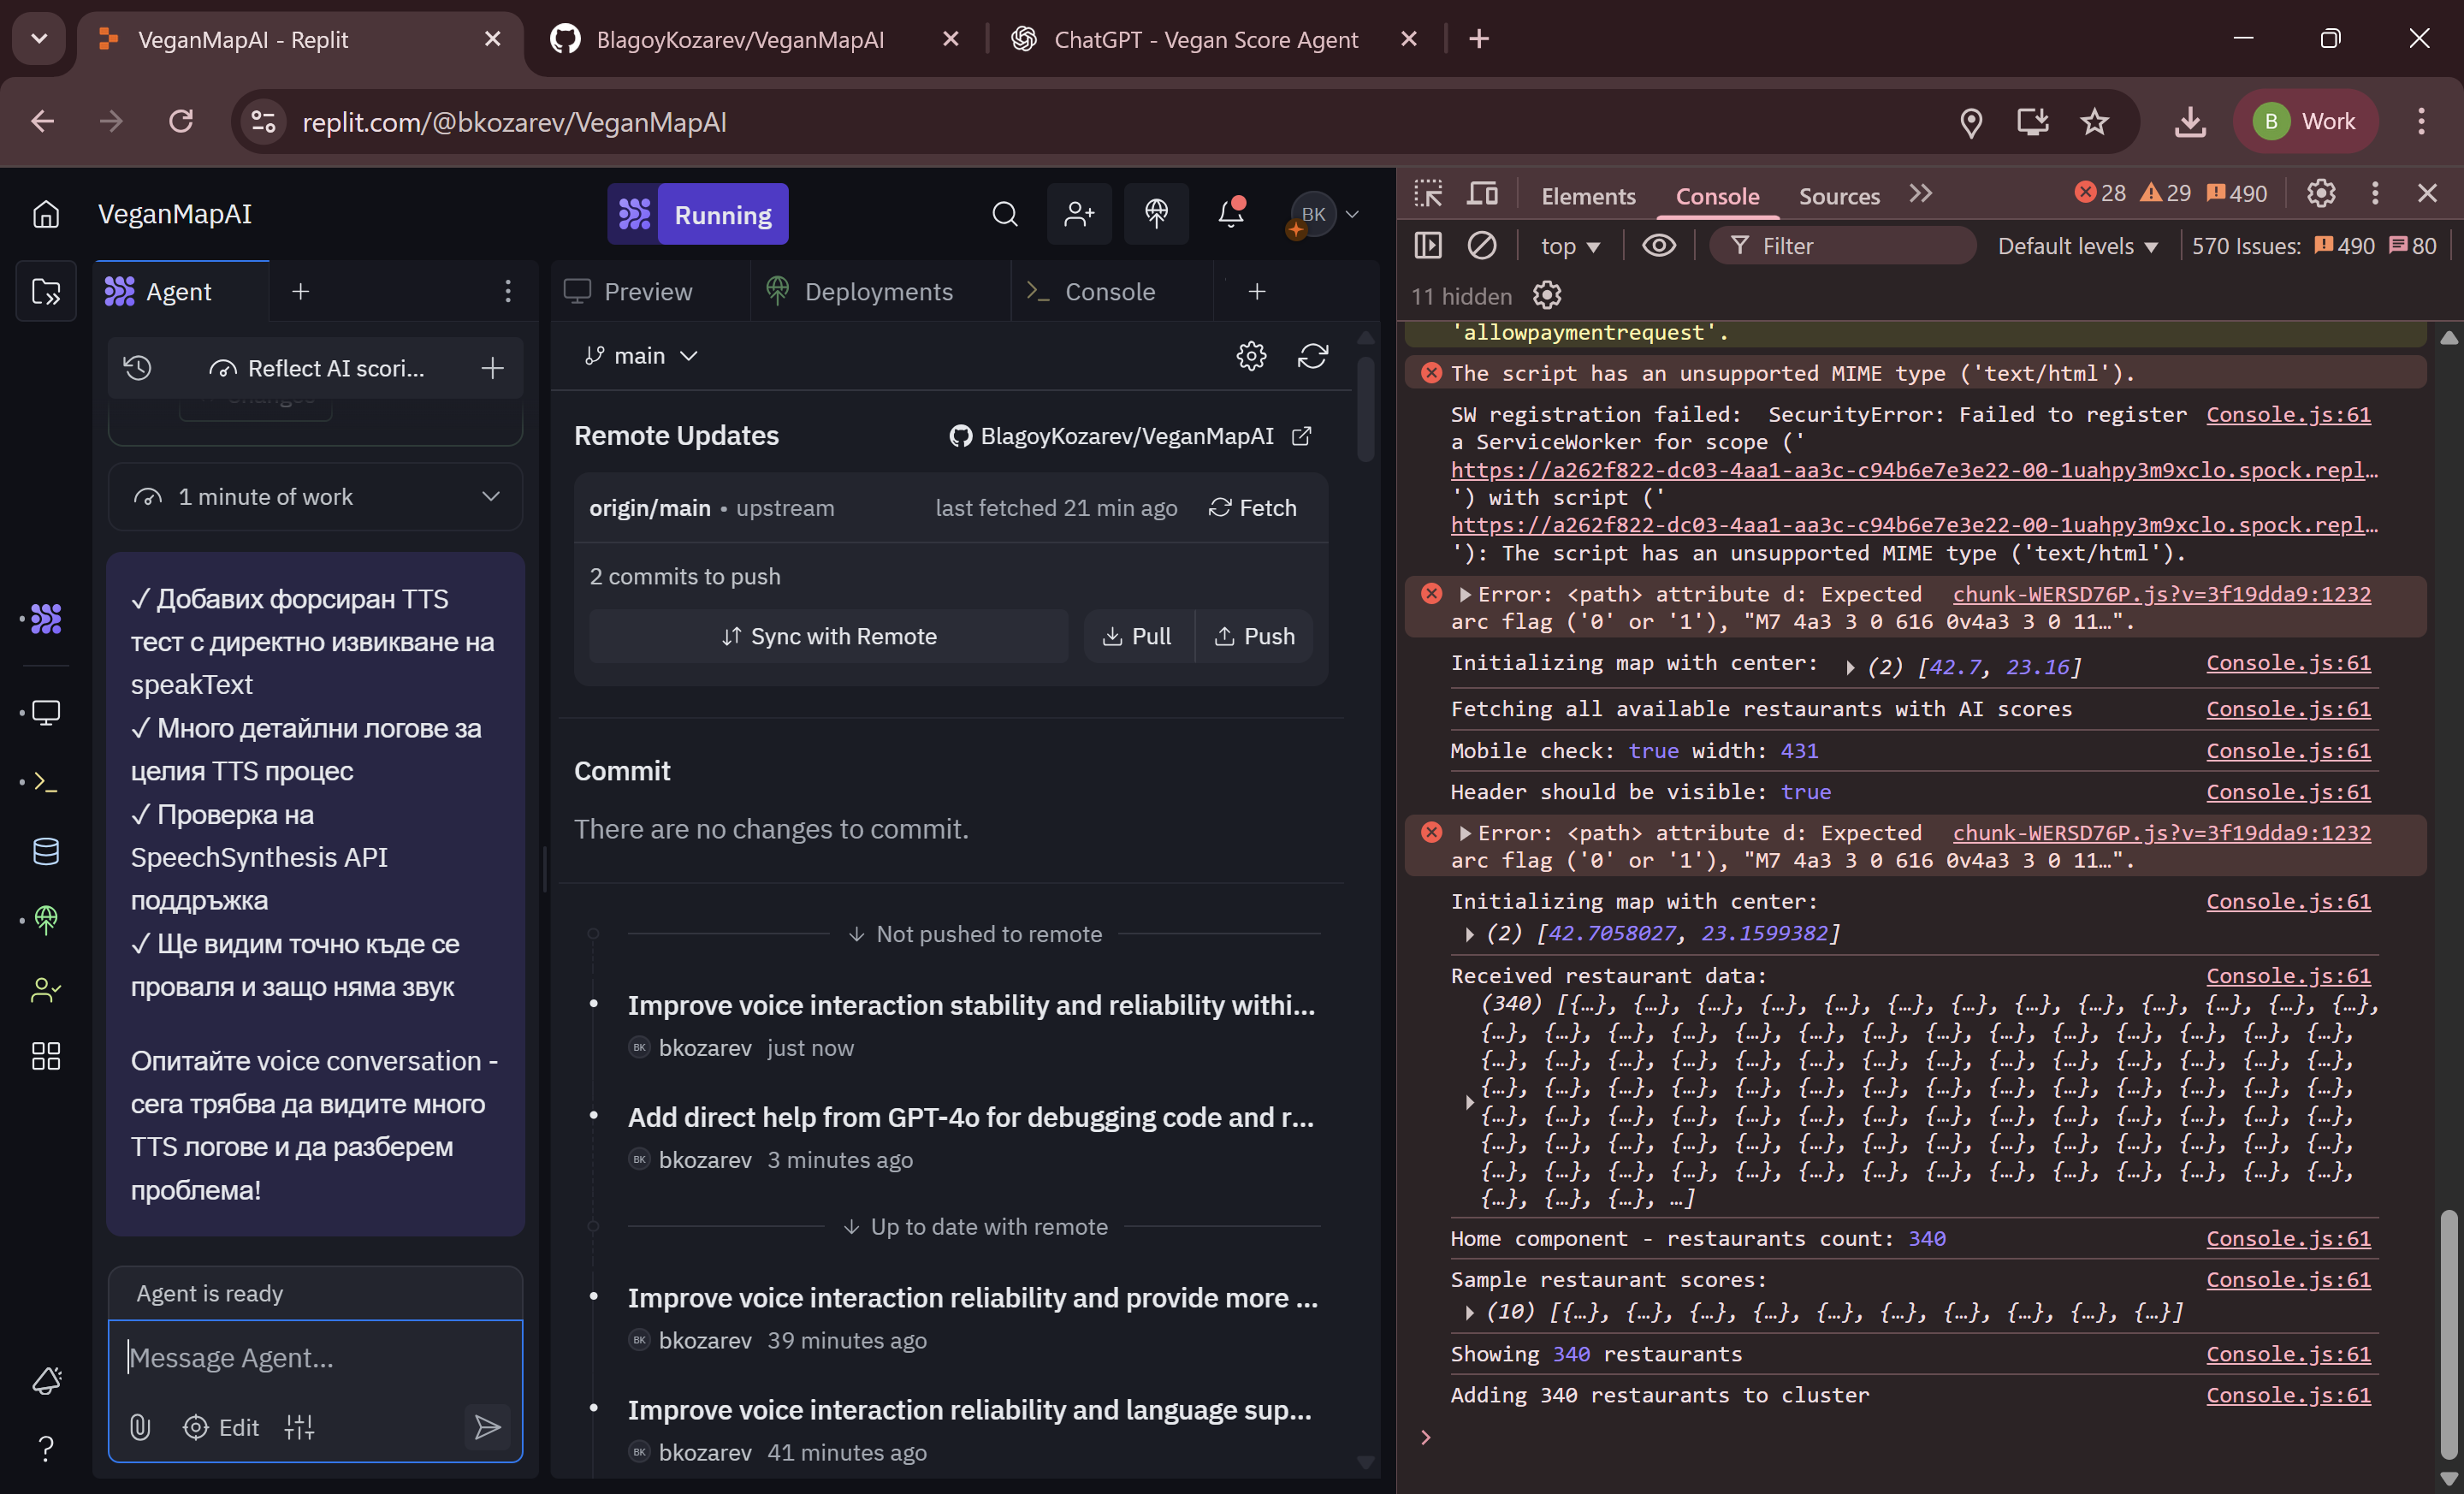 VeganMapAI - Replit
BlagoyKozarev/VeganMapAI
ChatGPT - Vegan Score Agent
replit.com/@bkozarev/VeganMapAI
B Work
VeganMapAI
Running
BK
Agent
Reflect AI scori...
1 minute of work
✓ Добавих форсиран TTS
тест с директно извикване на
speakText
✓ Много детайлни логове за
целия TTS процес
✓ Проверка на
SpeechSynthesis API
поддръжка
✓ Ще видим точно къде се
проваля и защо няма звук
Опитайте voice conversation -
сега трябва да видите много
TTS логове и да разберем
проблема!
Agent is ready
Message Agent...
Edit
Preview
Deployments
Console
main
Remote Updates
BlagoyKozarev/VeganMapAI
origin/main • upstream
last fetched 21 min ago
Fetch
2 commits to push
Sync with Remote
Pull
Push
Commit
There are no changes to commit.
Not pushed to remote
Improve voice interaction stability and reliability withi...
BK bkozarev just now
Add direct help from GPT-4o for debugging code and r...
BK bkozarev 3 minutes ago
Up to date with remote
Improve voice interaction reliability and provide more ...
BK bkozarev 39 minutes ago
Improve voice interaction reliability and language sup...
BK bkozarev 41 minutes ago
Elements
Console
Sources
28 29 490
top
Filter
Default levels
570 Issues: 490 80
11 hidden
'allowpaymentrequest'.
The script has an unsupported MIME type ('text/html').
SW registration failed: SecurityError: Failed to register Console.js:61
a ServiceWorker for scope ('
https://a262f822-dc03-4aa1-aa3c-c94b6e7e3e22-00-1uahpy3m9xclo.spock.repl…
') with script ('
https://a262f822-dc03-4aa1-aa3c-c94b6e7e3e22-00-1uahpy3m9xclo.spock.repl…
'): The script has an unsupported MIME type ('text/html').
Error: <path> attribute d: Expected chunk-WERSD76P.js?v=3f19dda9:1232
arc flag ('0' or '1'), "M7 4a3 3 0 616 0v4a3 3 0 11…".
Initializing map with center: (2) [42.7, 23.16] Console.js:61
Fetching all available restaurants with AI scores Console.js:61
Mobile check: true width: 431 Console.js:61
Header should be visible: true Console.js:61
Error: <path> attribute d: Expected chunk-WERSD76P.js?v=3f19dda9:1232
arc flag ('0' or '1'), "M7 4a3 3 0 616 0v4a3 3 0 11…".
Initializing map with center: Console.js:61
(2) [42.7058027, 23.1599382]
Received restaurant data: Console.js:61
(340) [{…}, {…}, {…}, {…}, {…}, {…}, {…}, {…}, {…}, {…}, {…}, {…}, {…},
{…}, {…}, {…}, {…}, {…}, {…}, {…}, {…}, {…}, {…}, {…}, {…}, {…}, {…},
{…}, {…}, {…}, {…}, {…}, {…}, {…}, {…}, {…}, {…}, {…}, {…}, {…}, {…},
{…}, {…}, {…}, {…}, {…}, {…}, {…}, {…}, {…}, {…}, {…}, {…}, {…}, {…},
{…}, {…}, {…}, {…}, {…}, {…}, {…}, {…}, {…}, {…}, {…}, {…}, {…}, {…},
{…}, {…}, {…}, {…}, {…}, {…}, {…}, {…}, {…}, {…}, {…}, {…}, {…}, {…},
{…}, {…}, {…}, {…}, {…}, {…}, {…}, {…}, {…}, {…}, {…}, {…}, {…}, {…},
{…}, {…}, {…}, …]
Home component - restaurants count: 340 Console.js:61
Sample restaurant scores: Console.js:61
(10) [{…}, {…}, {…}, {…}, {…}, {…}, {…}, {…}, {…}, {…}]
Showing 340 restaurants Console.js:61
Adding 340 restaurants to cluster Console.js:61